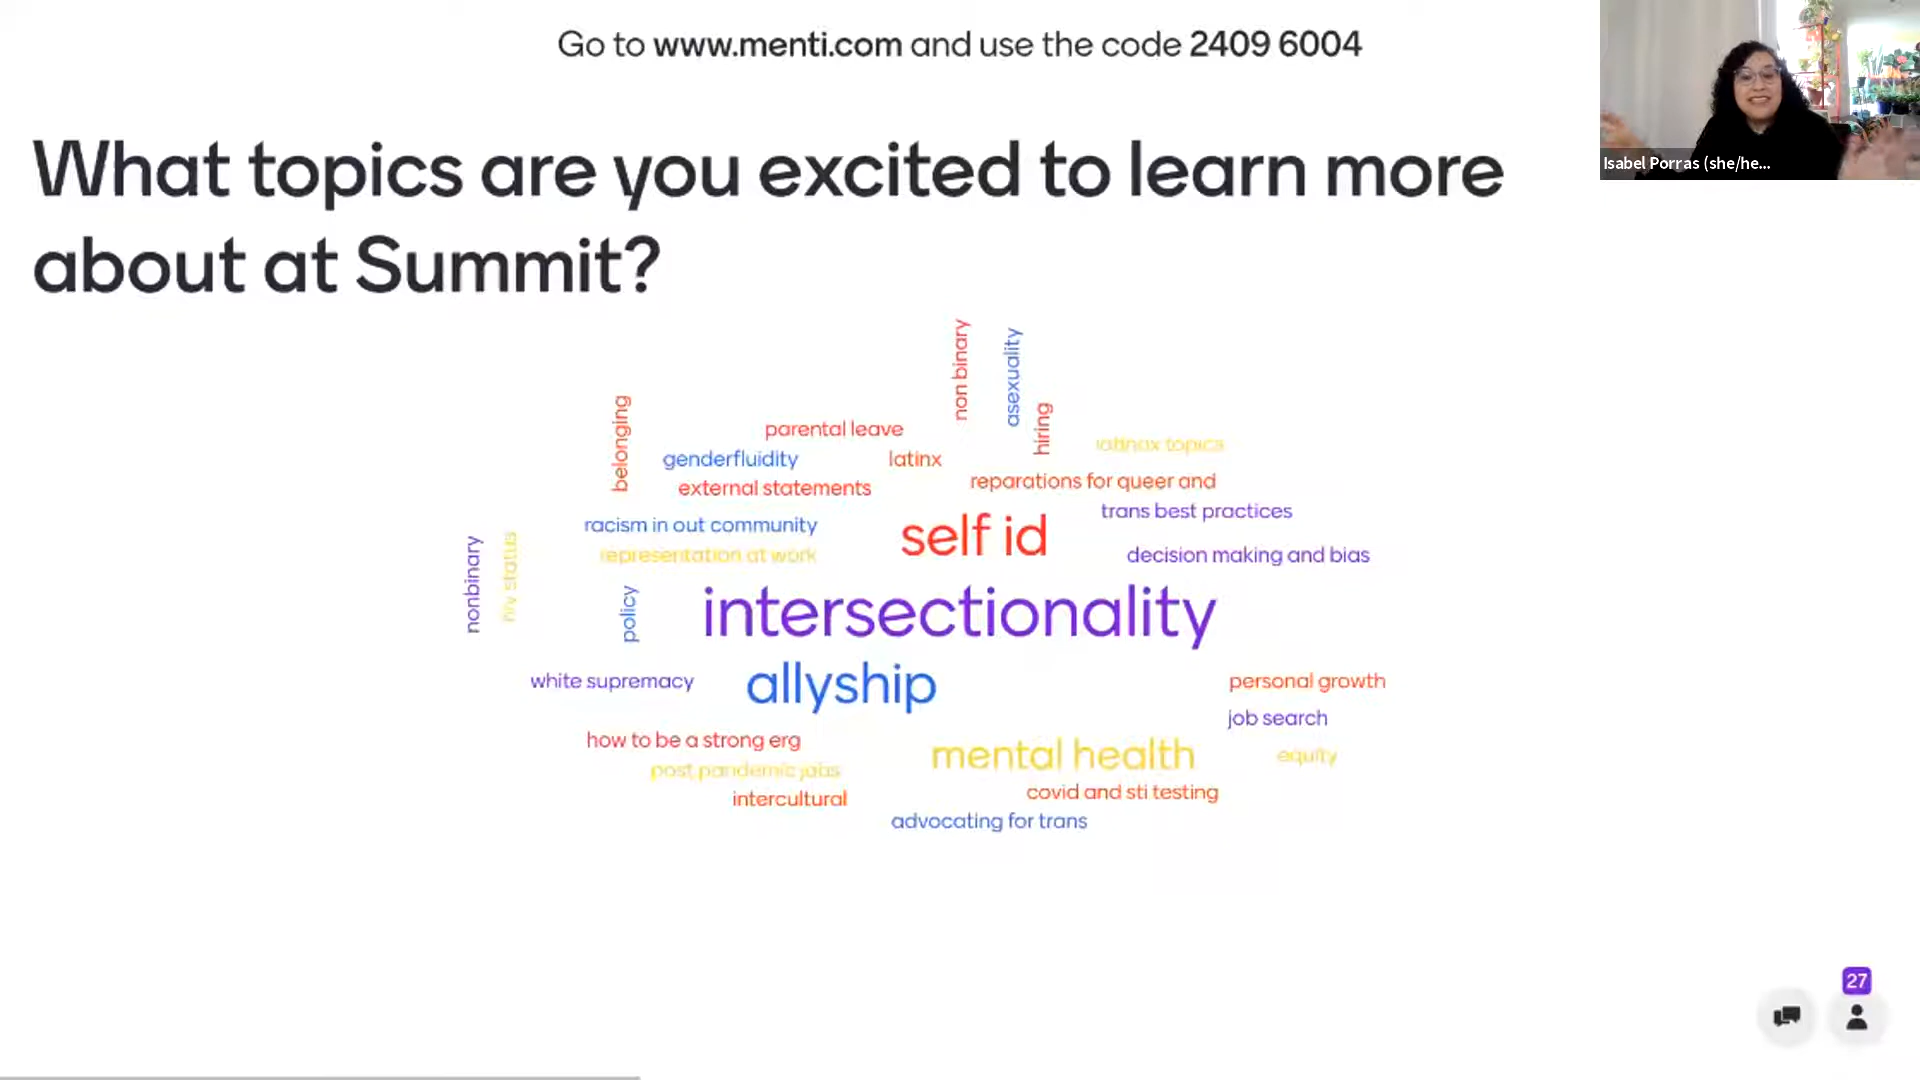 Go to www.menti.com and use the code 2409 6004
Isabel Porras (she/he...
What topics are you excited to learn more
about at Summit?
non binary
asexuality
belonging
hiring
parental leave
latinx topics
genderfluidity
latinx
external statements
reparations for queer and
trans best practices
racism in out community
self id
representation at work
decision making and bias
nonbinary
hiv status
policy
intersectionality
white supremacy
allyship
personal growth
job search
how to be a strong erg
mental health
equity
post pandemic jobs
covid and sti testing
intercultural
advocating for trans
27